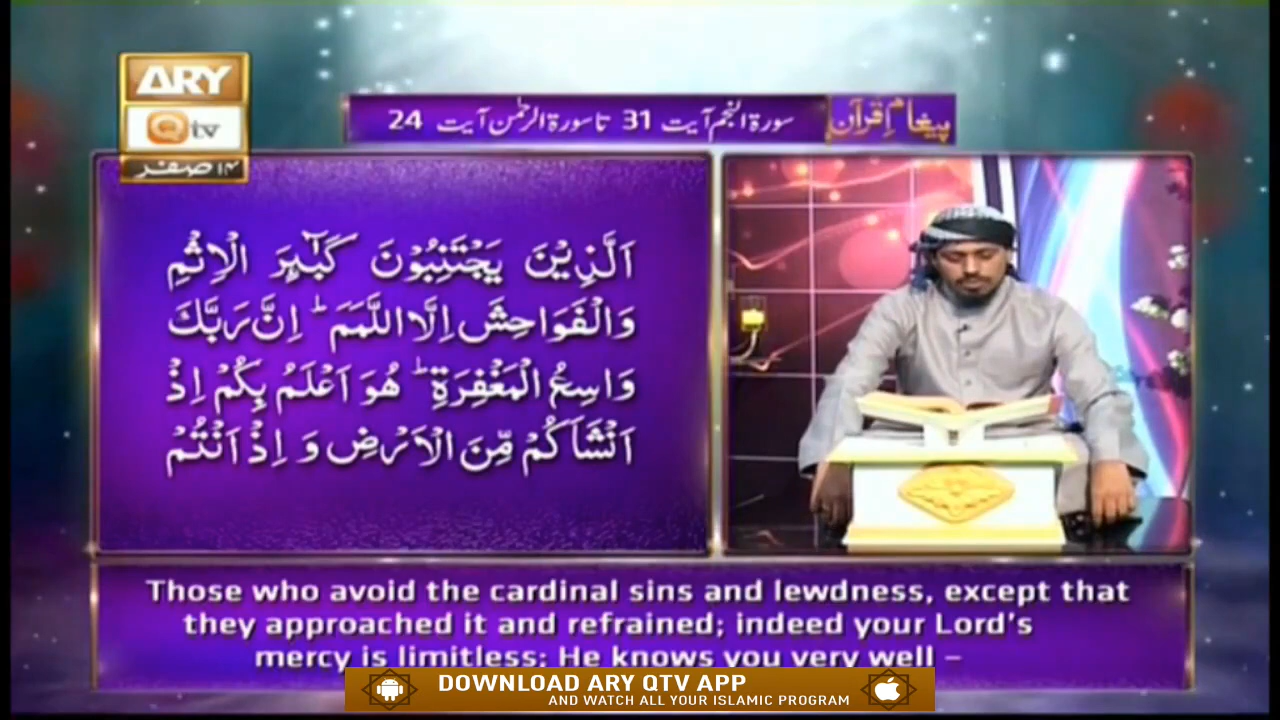 ARY
Qtv
۱۴ صفر
پیغامِ قرآن
سورۃ النجم آیت 31 تا سورۃ الرحمٰن آیت 24
اَلَّذِيْنَ يَجْتَنِبُوْنَ كَبٰٓئِرَ الْاِثْمِ
وَالْفَوَاحِشَ اِلَّا اللَّمَمَ ؕ اِنَّ رَبَّكَ
وَاسِعُ الْمَغْفِرَةِ ؕ هُوَ اَعْلَمُ بِكُمْ اِذْ
اَنْشَاَكُمْ مِّنَ الْاَرْضِ وَ اِذْ اَنْتُمْ
Those who avoid the cardinal sins and lewdness, except that
they approached it and refrained; indeed your Lord's
mercy is limitless; He knows you very well –
DOWNLOAD ARY QTV APP
AND WATCH ALL YOUR ISLAMIC PROGRAM